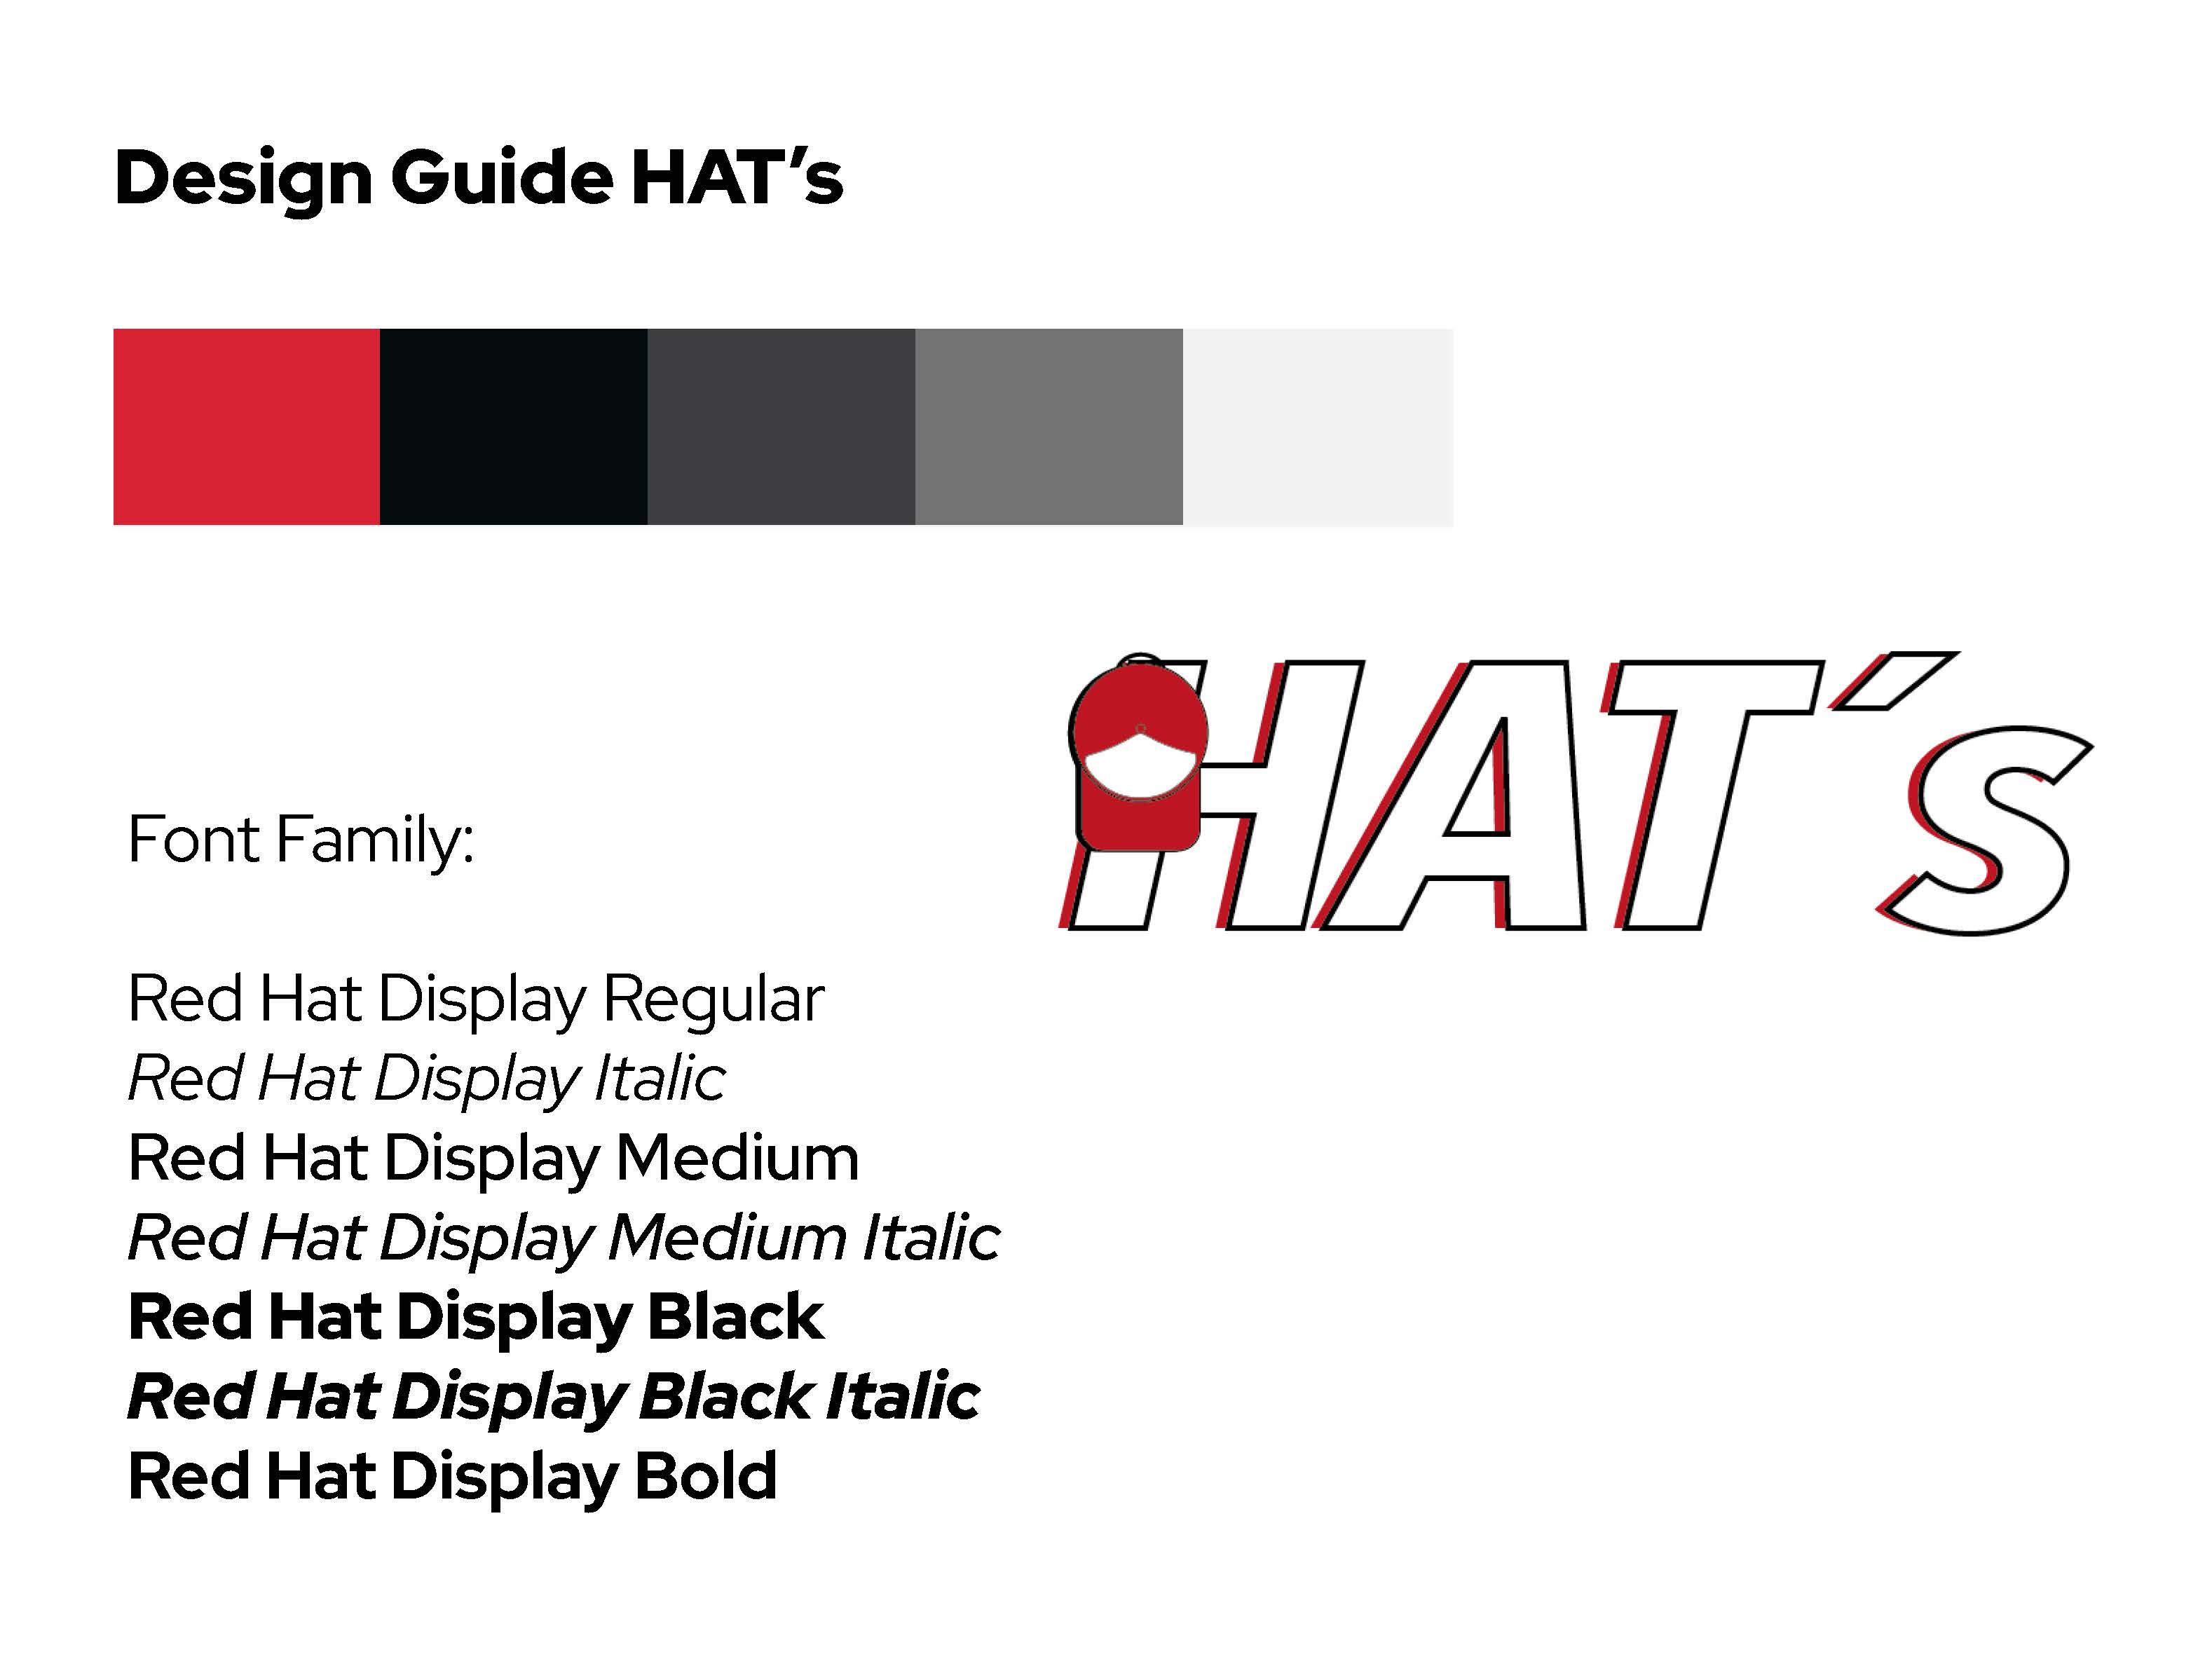 Design Guide HAT’s
HAT´s
Font Family:
Red Hat Display Regular
Red Hat Display Italic
Red Hat Display Medium
Red Hat Display Medium Italic
Red Hat Display Black
Red Hat Display Black Italic
Red Hat Display Bold